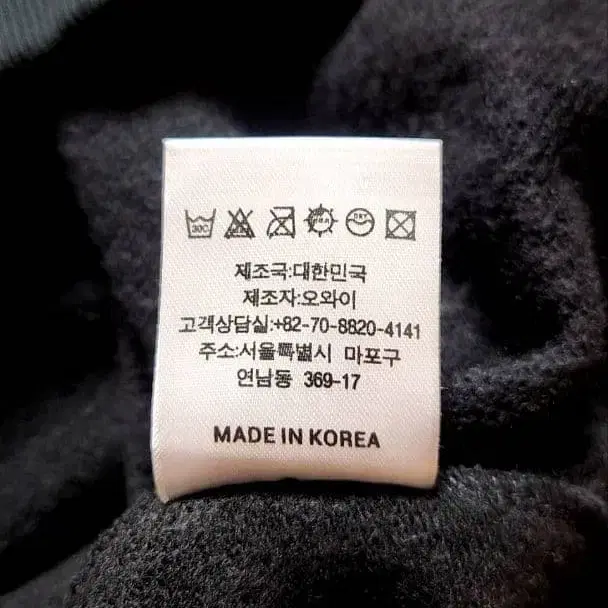 30C DRY
제조국:대한민국
제조자:오와이
고객상담실:+82-70-8820-4141
주소:서울특별시 마포구
연남동 369-17
MADE IN KOREA